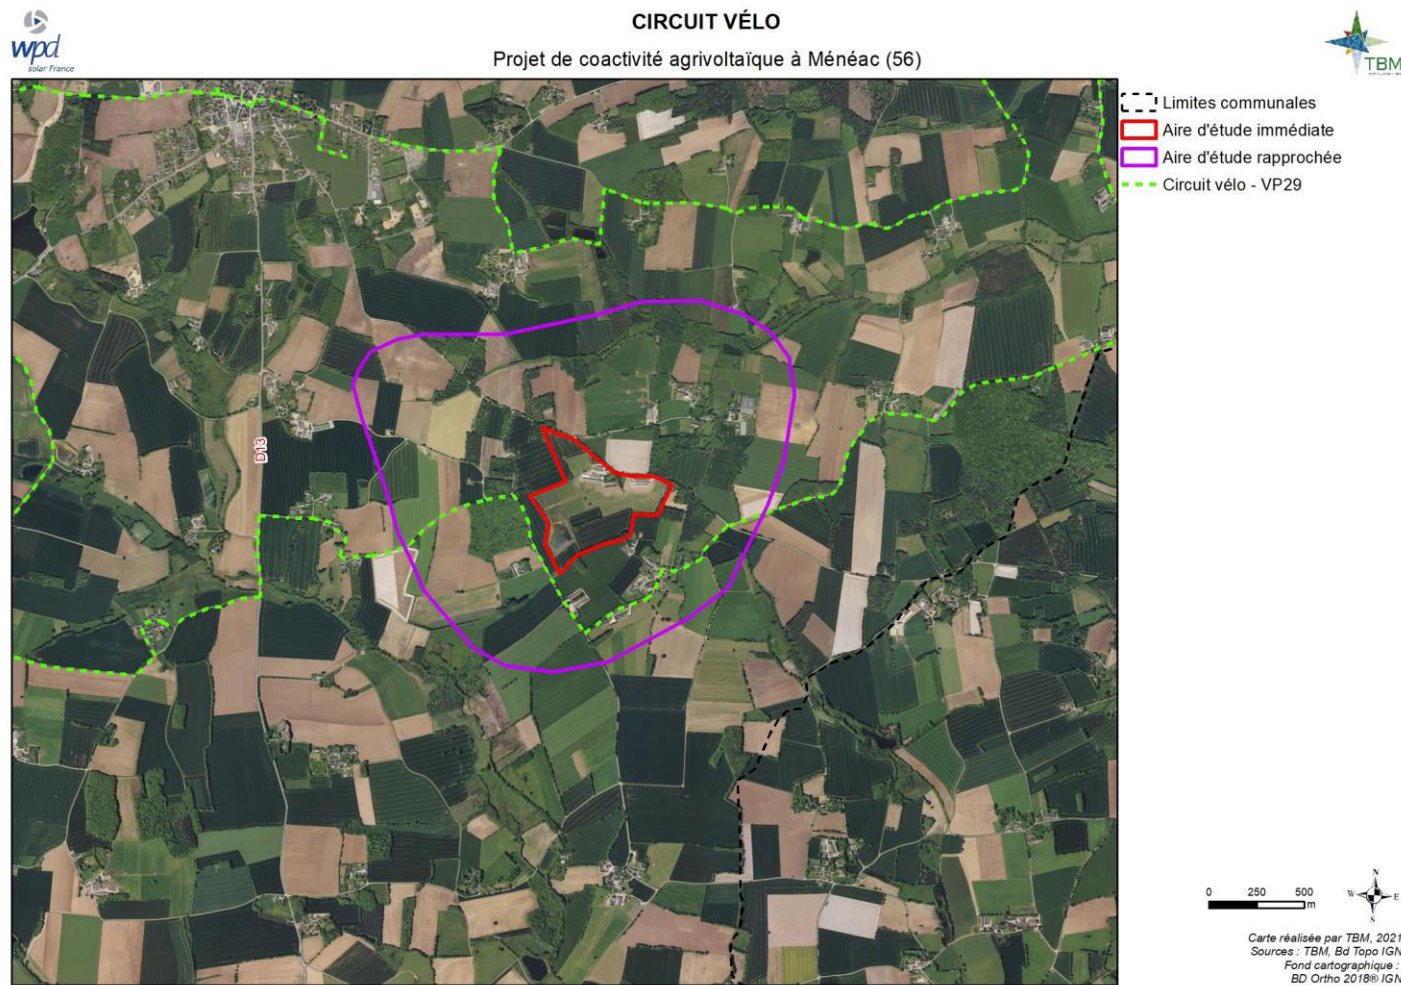 CIRCUIT VÉLO
Projet de coactivité agrivoltaïque à Ménéac (56)
wpd
solar France
TBM
Limites communales
Aire d'étude immédiate
Aire d'étude rapprochée
Circuit vélo - VP29
D13
0 250 500
m
N
W E
S
Carte réalisée par TBM, 2021
Sources : TBM, Bd Topo IGN
Fond cartographique :
BD Ortho 2018® IGN